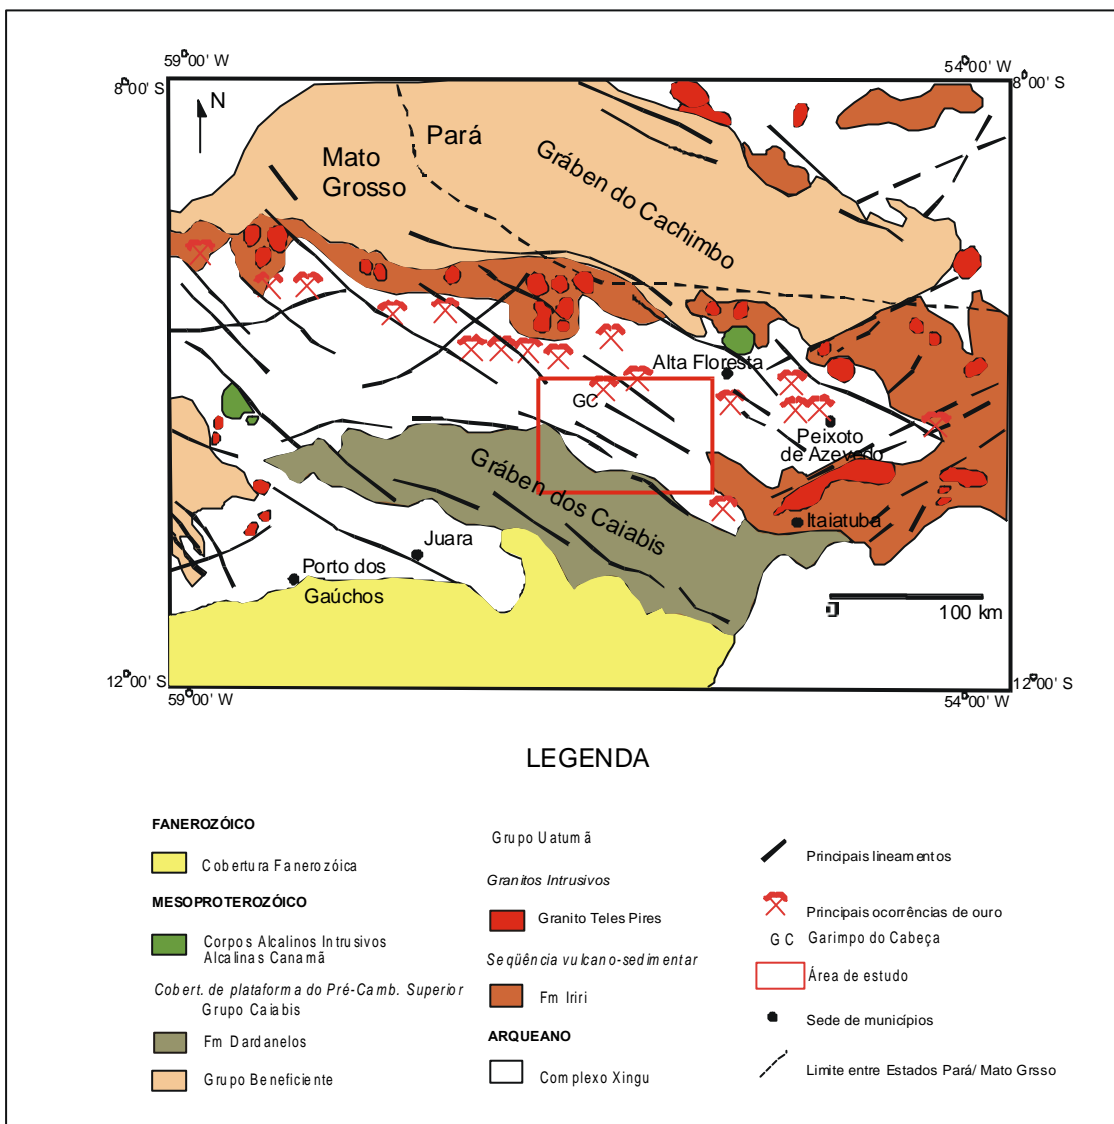 59°00' W
54°00' W
8°00' S
8°00' S
N
Pará
Mato
Grosso
Gráben do Cachimbo
Alta Floresta
GC
Peixoto
de Azevedo
Gráben dos Caiabis
Itaiatuba
Juara
Porto dos
Gaúchos
100 km
12°00' S
12°00' S
59°00' W
54°00' W
LEGENDA
FANEROZÓICO
Cobertura Fanerozóica
MESOPROTEROZÓICO
Corpos Alcalinos Intrusivos
Alcalinas Canamã
Cobert. de plataforma do Pré-Camb. Superior
Grupo Caiabis
Fm Dardanelos
Grupo Beneficiente
Grupo Uatumã
Granitos Intrusivos
Granito Teles Pires
Seqüência vulcano-sedimentar
Fm Iriri
ARQUEANO
Complexo Xingu
Principais lineamentos
Principais ocorrências de ouro
GC Garimpo do Cabeça
Área de estudo
Sede de municípios
Limite entre Estados Pará/ Mato Grsso